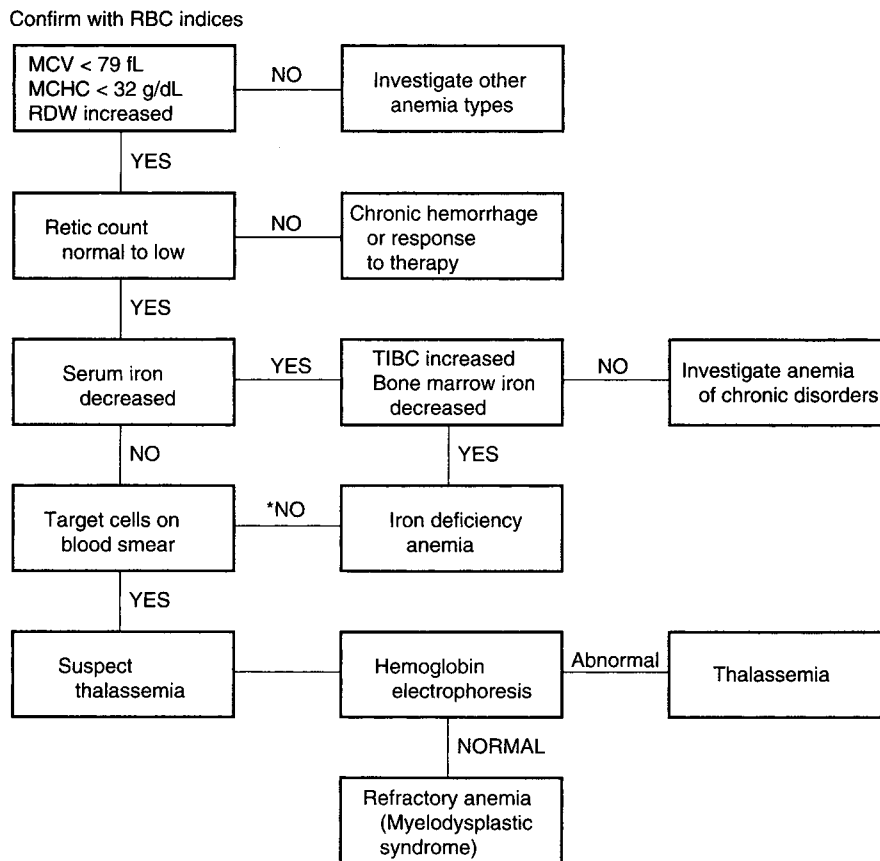 Confirm with RBC indices
MCV < 79 fL
MCHC < 32 g/dL
RDW increased
NO
Investigate other
anemia types
YES
Retic count
normal to low
NO
Chronic hemorrhage
or response
to therapy
YES
Serum iron
decreased
YES
TIBC increased
Bone marrow iron
decreased
NO
Investigate anemia
of chronic disorders
NO
YES
Target cells on
blood smear
*NO
Iron deficiency
anemia
YES
Suspect
thalassemia
Hemoglobin
electrophoresis
Abnormal
Thalassemia
NORMAL
Refractory anemia
(Myelodysplastic
syndrome)